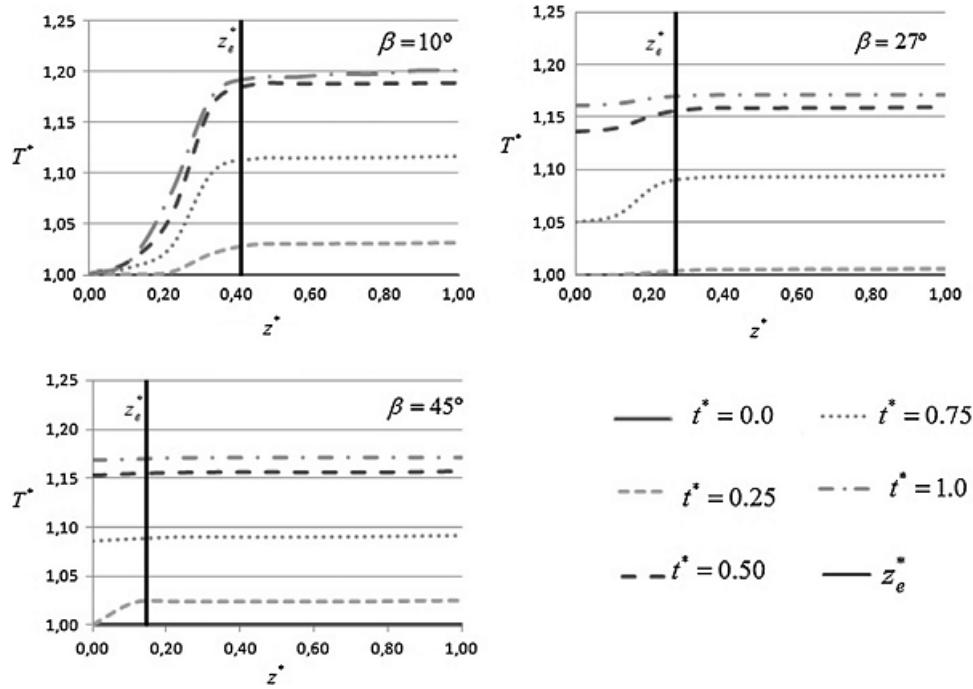 1,25
1,20
1,15
1,10
1,05
1,00
T*
z_e*
β = 10°
0,00 0,20 0,40 0,60 0,80 1,00
z*
1,25
1,20
1,15
1,10
1,05
1,00
T*
z_e*
β = 27°
0,00 0,20 0,40 0,60 0,80 1,00
z*
1,25
1,20
1,15
1,10
1,05
1,00
T*
z_e*
β = 45°
0,00 0,20 0,40 0,60 0,80 1,00
z*
t* = 0.0
t* = 0.75
t* = 0.25
t* = 1.0
t* = 0.50
z_e*